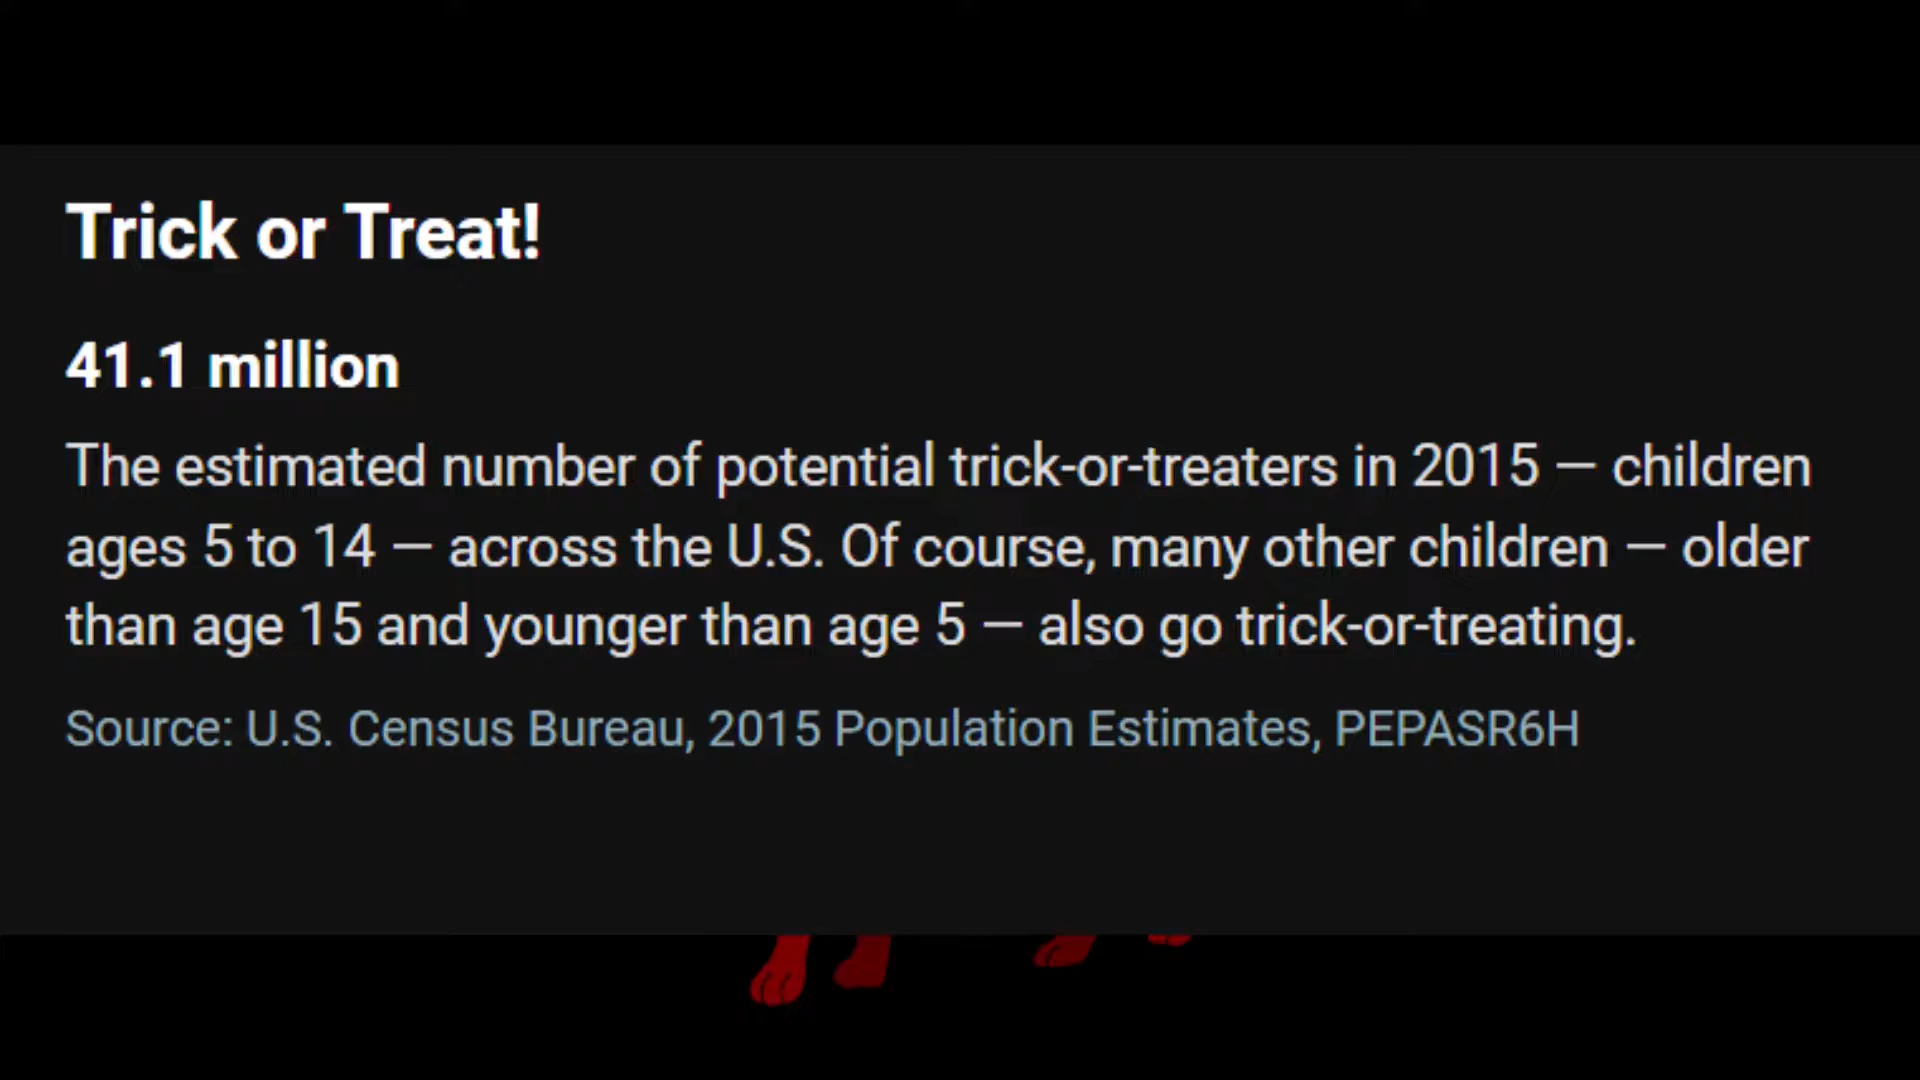 Trick or Treat!
41.1 million
The estimated number of potential trick-or-treaters in 2015 — children
ages 5 to 14 — across the U.S. Of course, many other children — older
than age 15 and younger than age 5 — also go trick-or-treating.
Source: U.S. Census Bureau, 2015 Population Estimates, PEPASR6H